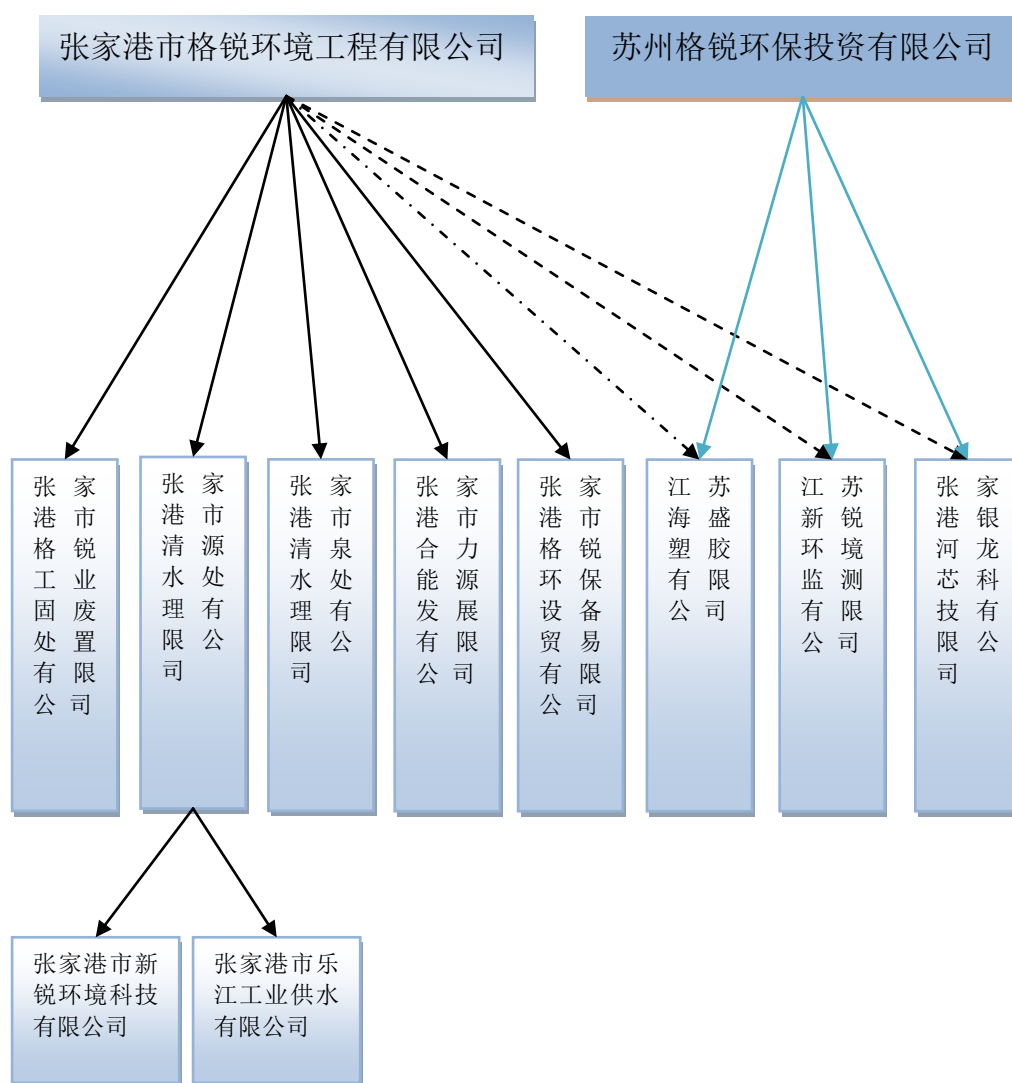 张家港市格锐环境工程有限公司
苏州格锐环保投资有限公司
张家
港市
格锐
工业
固废
处置
有限
公司
张家
港市
清源
水处
理有
限公
司
张家
港市
清泉
水处
理有
限公
司
张家
港市
合力
能源
发展
有限
公司
张家
港市
格锐
环保
设备
贸易
有限
公司
江苏
海盛
塑胶
有限
公司
江苏
新锐
环境
监测
有限
公司
张家
港银
河龙
芯科
技有
限公
司
张家港市新
锐环境科技
有限公司
张家港市乐
江工业供水
有限公司